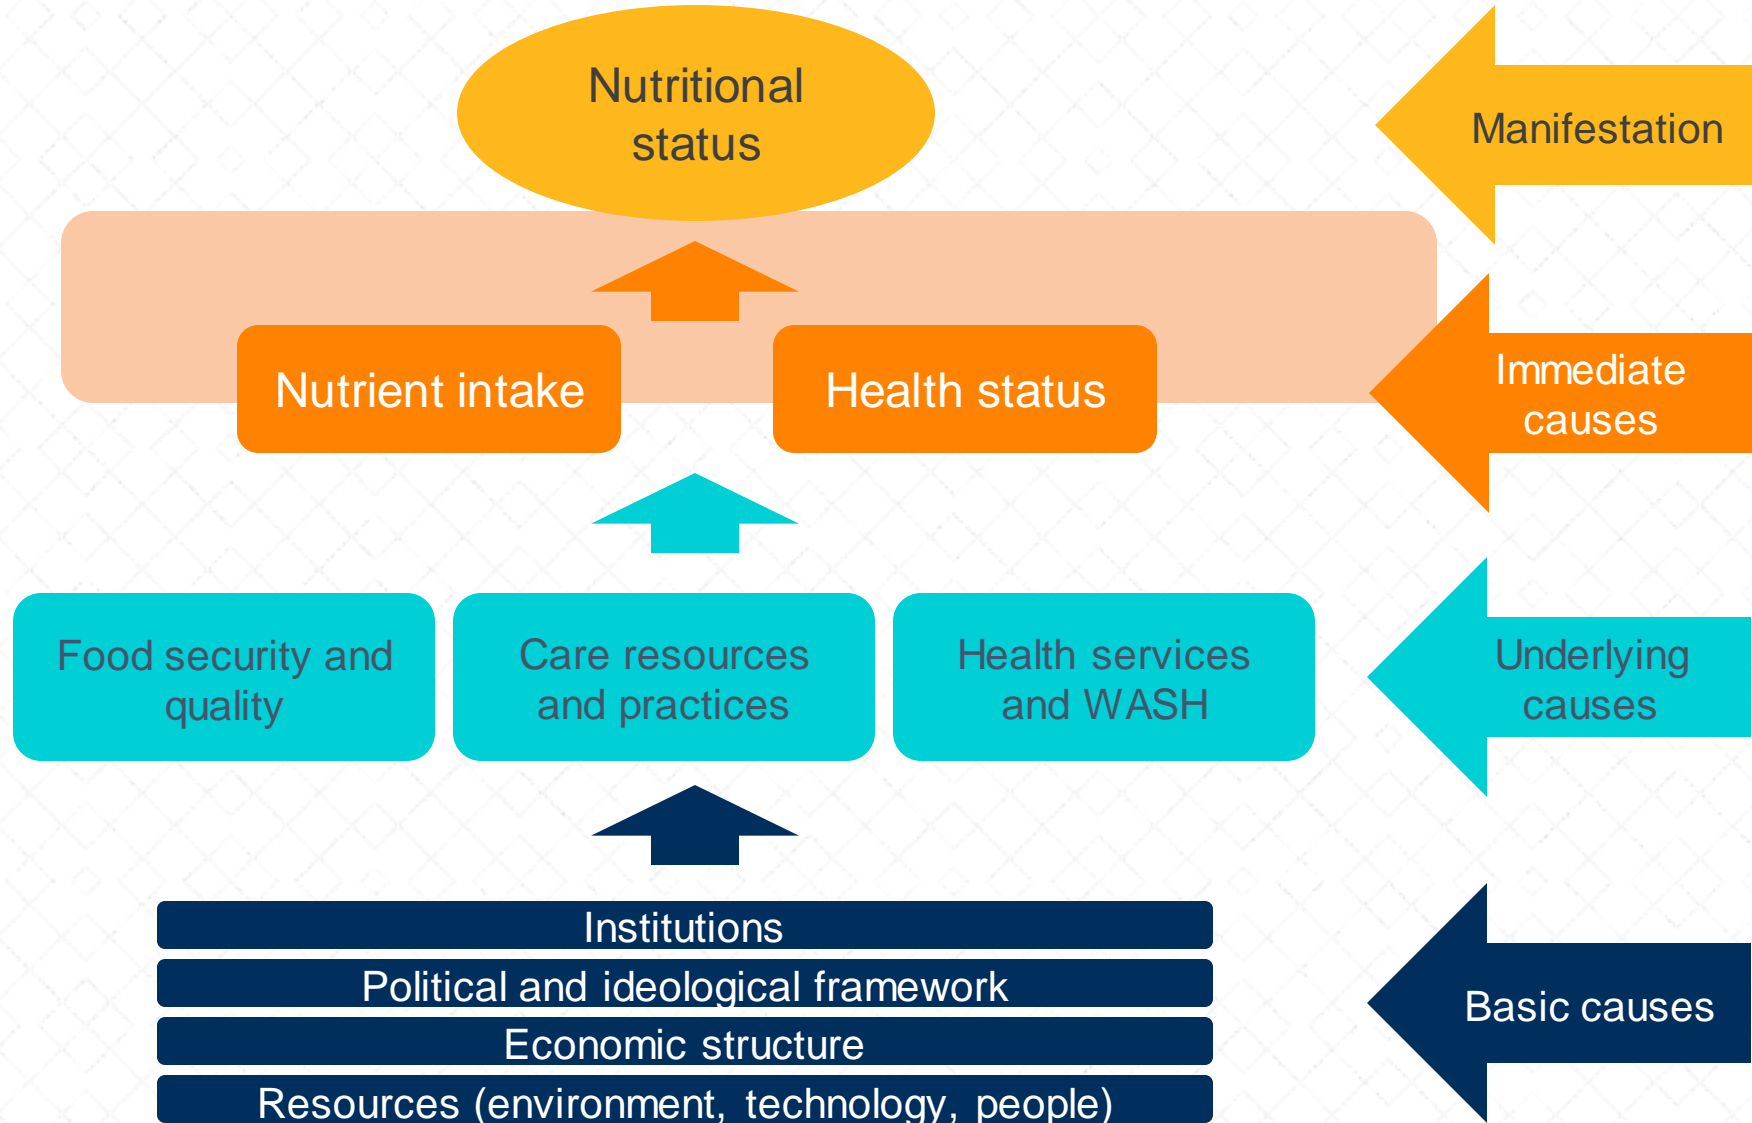 Nutritional
status
Manifestation
Nutrient intake
Health status
Immediate
causes
Food security and
quality
Care resources
and practices
Health services
and WASH
Underlying
causes
Institutions
Political and ideological framework
Economic structure
Resources (environment, technology, people)
Basic causes